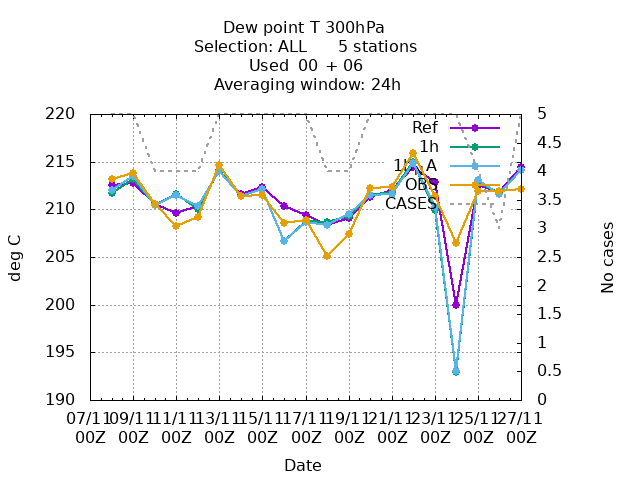 Dew point T 300hPa
Selection: ALL 5 stations
Used 00 + 06
Averaging window: 24h
220
215
210
205
200
195
190
deg C
5
4.5
4
3.5
3
2.5
2
1.5
1
0.5
0
No cases
Ref
1h
OBS
CASES
07/11 09/11 11/11 13/11 15/11 17/11 19/11 21/11 23/11 25/11 27/11
00Z 00Z 00Z 00Z 00Z 00Z 00Z 00Z 00Z 00Z 00Z
Date